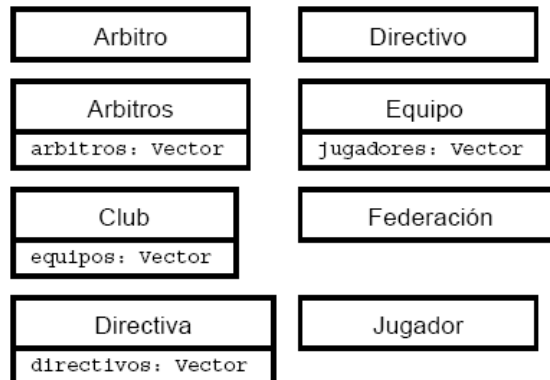 Arbitro
Directivo
Arbitros
arbitros: Vector
Equipo
jugadores: Vector
Club
equipos: Vector
Federación
Directiva
directivos: Vector
Jugador